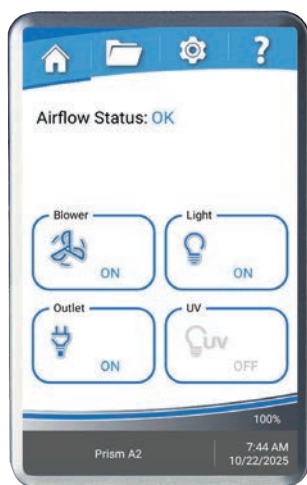 ?
Airflow Status: OK
Blower
ON
Light
ON
Outlet
ON
UV
UV
OFF
100%
Prism A2
7:44 AM
10/22/2025